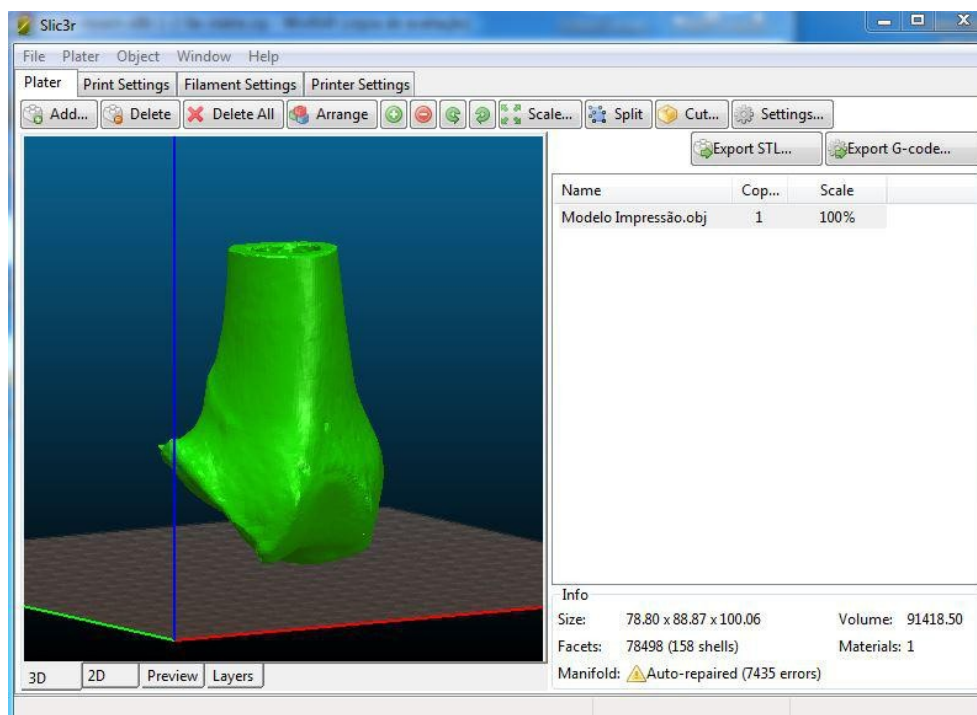 Slic3r
File Plater Object Window Help
Plater Print Settings Filament Settings Printer Settings
Add... Delete Delete All Arrange Scale... Split Cut... Settings...
Export STL... Export G-code...
Name Cop... Scale
Modelo Impressão.obj 1 100%
Info
Size: 78.80 x 88.87 x 100.06 Volume: 91418.50
Facets: 78498 (158 shells) Materials: 1
Manifold: Auto-repaired (7435 errors)
3D 2D Preview Layers